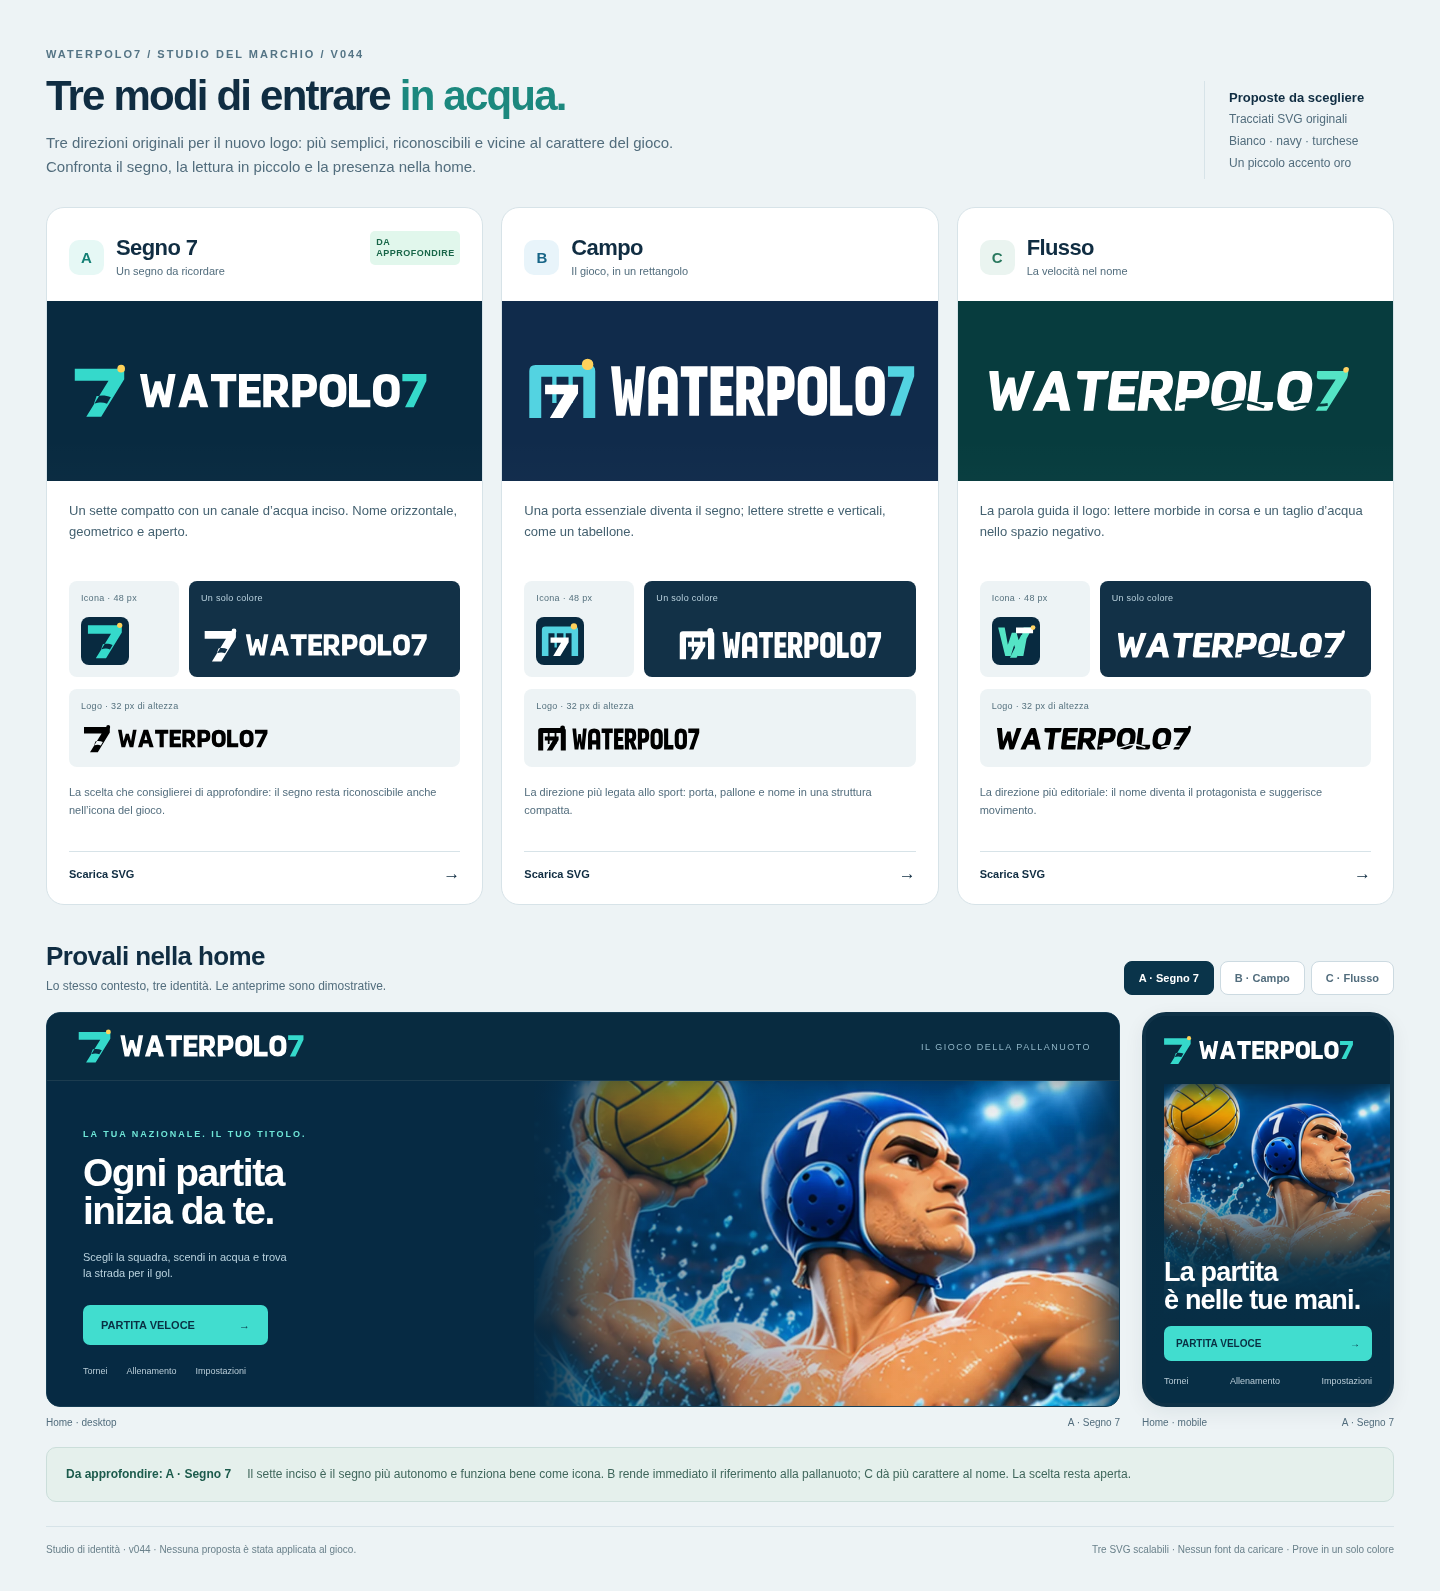 WATERPOLO7 / STUDIO DEL MARCHIO / V044
Tre modi di entrare in acqua.
Tre direzioni originali per il nuovo logo: più semplici, riconoscibili e vicine al carattere del gioco.
Confronta il segno, la lettura in piccolo e la presenza nella home.
Proposte da scegliere
Tracciati SVG originali
Bianco · navy · turchese
Un piccolo accento oro
A
Segno 7
Un segno da ricordare
DA
APPROFONDIRE
7 WATERPOLO7
Un sette compatto con un canale d’acqua inciso. Nome orizzontale,
geometrico e aperto.
Icona · 48 px
7
Un solo colore
7 WATERPOLO7
Logo · 32 px di altezza
7 WATERPOLO7
La scelta che consiglierei di approfondire: il segno resta riconoscibile anche
nell’icona del gioco.
Scarica SVG →
B
Campo
Il gioco, in un rettangolo
7 WATERPOLO7
Una porta essenziale diventa il segno; lettere strette e verticali,
come un tabellone.
Icona · 48 px
7
Un solo colore
7 WATERPOLO7
Logo · 32 px di altezza
7 WATERPOLO7
La direzione più legata allo sport: porta, pallone e nome in una struttura
compatta.
Scarica SVG →
C
Flusso
La velocità nel nome
WATERPOLO7
La parola guida il logo: lettere morbide in corsa e un taglio d’acqua
nello spazio negativo.
Icona · 48 px
W7
Un solo colore
WATERPOLO7
Logo · 32 px di altezza
WATERPOLO7
La direzione più editoriale: il nome diventa il protagonista e suggerisce
movimento.
Scarica SVG →
Provali nella home
Lo stesso contesto, tre identità. Le anteprime sono dimostrative.
A · Segno 7
B · Campo
C · Flusso
7 WATERPOLO7
IL GIOCO DELLA PALLANUOTO
LA TUA NAZIONALE. IL TUO TITOLO.
Ogni partita
inizia da te.
Scegli la squadra, scendi in acqua e trova
la strada per il gol.
PARTITA VELOCE →
Tornei Allenamento Impostazioni
7
Home · desktop
A · Segno 7
7 WATERPOLO7
7
La partita
è nelle tue mani.
PARTITA VELOCE →
Tornei Allenamento Impostazioni
Home · mobile
A · Segno 7
Da approfondire: A · Segno 7 Il sette inciso è il segno più autonomo e funziona bene come icona. B rende immediato il riferimento alla pallanuoto; C dà più carattere al nome. La scelta resta aperta.
Studio di identità · v044 · Nessuna proposta è stata applicata al gioco.
Tre SVG scalabili · Nessun font da caricare · Prove in un solo colore